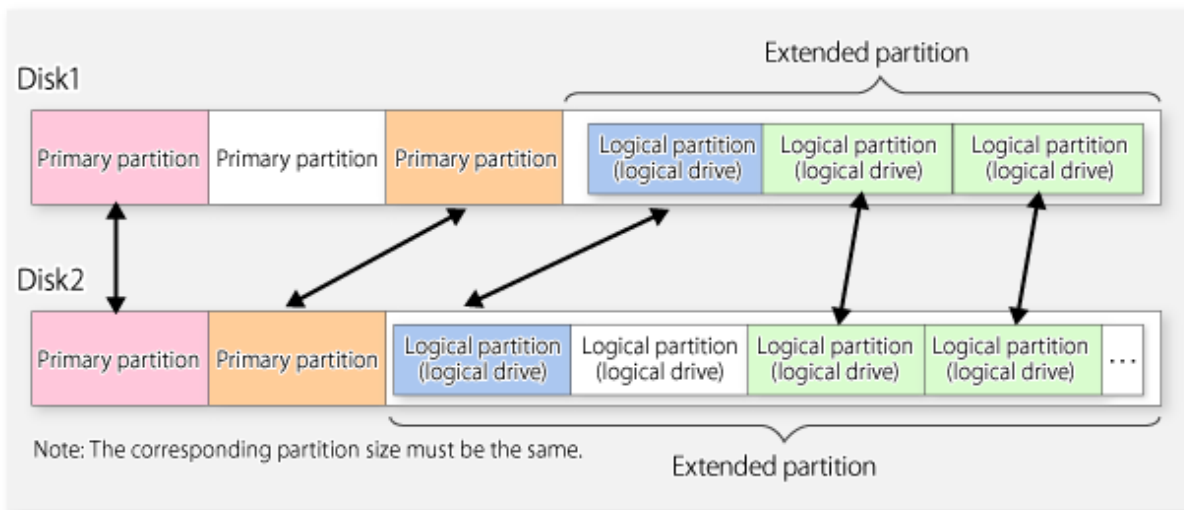 Extended partition
Disk1
Primary partition
Primary partition
Primary partition
Logical partition
(logical drive)
Logical partition
(logical drive)
Logical partition
(logical drive)
Disk2
Primary partition
Primary partition
Logical partition
(logical drive)
Logical partition
(logical drive)
Logical partition
(logical drive)
Logical partition
(logical drive)
...
Note: The corresponding partition size must be the same.
Extended partition